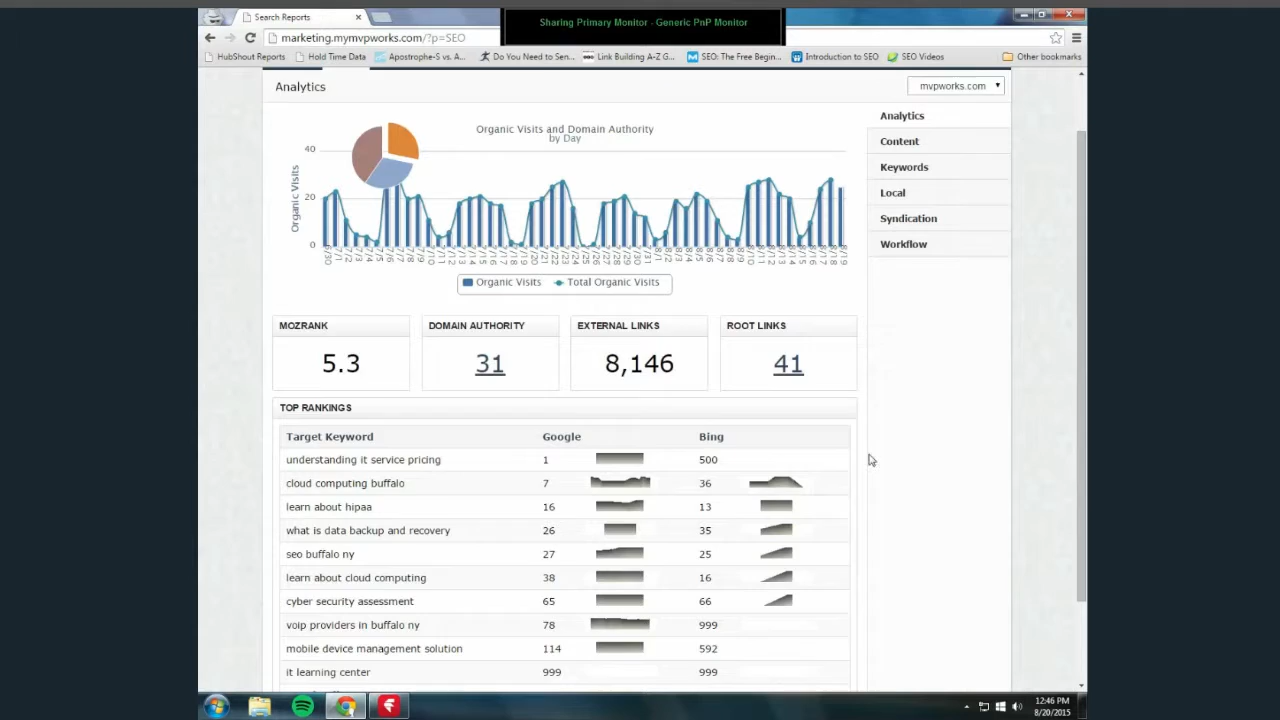 Sharing Primary Monitor - Generic PnP Monitor
Search Reports
marketing.mymvpworks.com/?p=SEO
HubShout Reports
Hold Time Data
Apostrophe-S vs. A...
Do You Need to Sen...
Link Building A-Z G...
SEO: The Free Begin...
Introduction to SEO
SEO Videos
Other bookmarks
Analytics
mvpworks.com
Analytics
Content
Keywords
Local
Syndication
Workflow
Organic Visits and Domain Authority
by Day
Organic Visits
40
20
0
Organic Visits Total Organic Visits
MOZRANK
5.3
DOMAIN AUTHORITY
31
EXTERNAL LINKS
8,146
ROOT LINKS
41
TOP RANKINGS
Target Keyword Google Bing
understanding it service pricing 1 500
cloud computing buffalo 7 36
learn about hipaa 16 13
what is data backup and recovery 26 35
seo buffalo ny 27 25
learn about cloud computing 38 16
cyber security assessment 65 66
voip providers in buffalo ny 78 999
mobile device management solution 114 592
it learning center 999 999
12:46 PM
8/20/2015